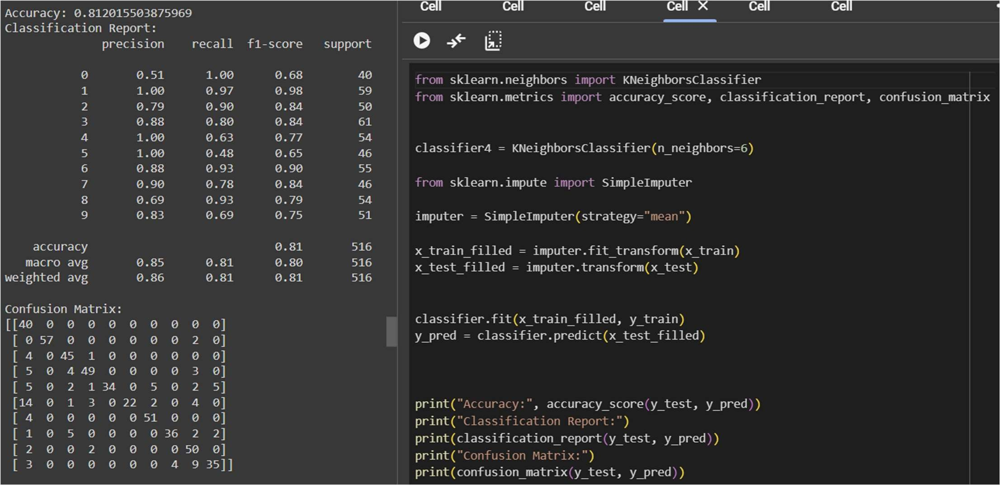 Accuracy: 0.812015503875969
Classification Report:
              precision    recall  f1-score   support

           0       0.51      1.00      0.68        40
           1       1.00      0.97      0.98        59
           2       0.79      0.90      0.84        50
           3       0.88      0.80      0.84        61
           4       1.00      0.63      0.77        54
           5       1.00      0.48      0.65        46
           6       0.88      0.93      0.90        55
           7       0.90      0.78      0.84        46
           8       0.69      0.93      0.79        54
           9       0.83      0.69      0.75        51

    accuracy                           0.81       516
   macro avg       0.85      0.81      0.80       516
weighted avg       0.86      0.81      0.81       516

Confusion Matrix:
[[40  0  0  0  0  0  0  0  0  0]
 [ 0 57  0  0  0  0  0  0  2  0]
 [ 4  0 45  1  0  0  0  0  0  0]
 [ 5  0  4 49  0  0  0  0  3  0]
 [ 5  0  2  1 34  0  5  0  2  5]
 [14  0  1  3  0 22  2  0  4  0]
 [ 4  0  0  0  0  0 51  0  0  0]
 [ 1  0  5  0  0  0  0 36  2  2]
 [ 2  0  0  2  0  0  0  0 50  0]
 [ 3  0  0  0  0  0  0  4  9 35]]
Cell Cell Cell Cell Cell Cell
from sklearn.neighbors import KNeighborsClassifier
from sklearn.metrics import accuracy_score, classification_report, confusion_matrix
classifier4 = KNeighborsClassifier(n_neighbors=6)
from sklearn.impute import SimpleImputer
imputer = SimpleImputer(strategy="mean")
x_train_filled = imputer.fit_transform(x_train)
x_test_filled = imputer.transform(x_test)
classifier.fit(x_train_filled, y_train)
y_pred = classifier.predict(x_test_filled)
print("Accuracy:", accuracy_score(y_test, y_pred))
print("Classification Report:")
print(classification_report(y_test, y_pred))
print("Confusion Matrix:")
print(confusion_matrix(y_test, y_pred))